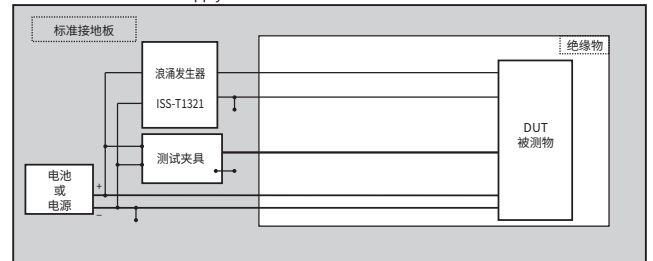 标准接地板
绝缘物
浪涌发生器
ISS-T1321
DUT
被测物
测试夹具
电池
或
电源
+
−